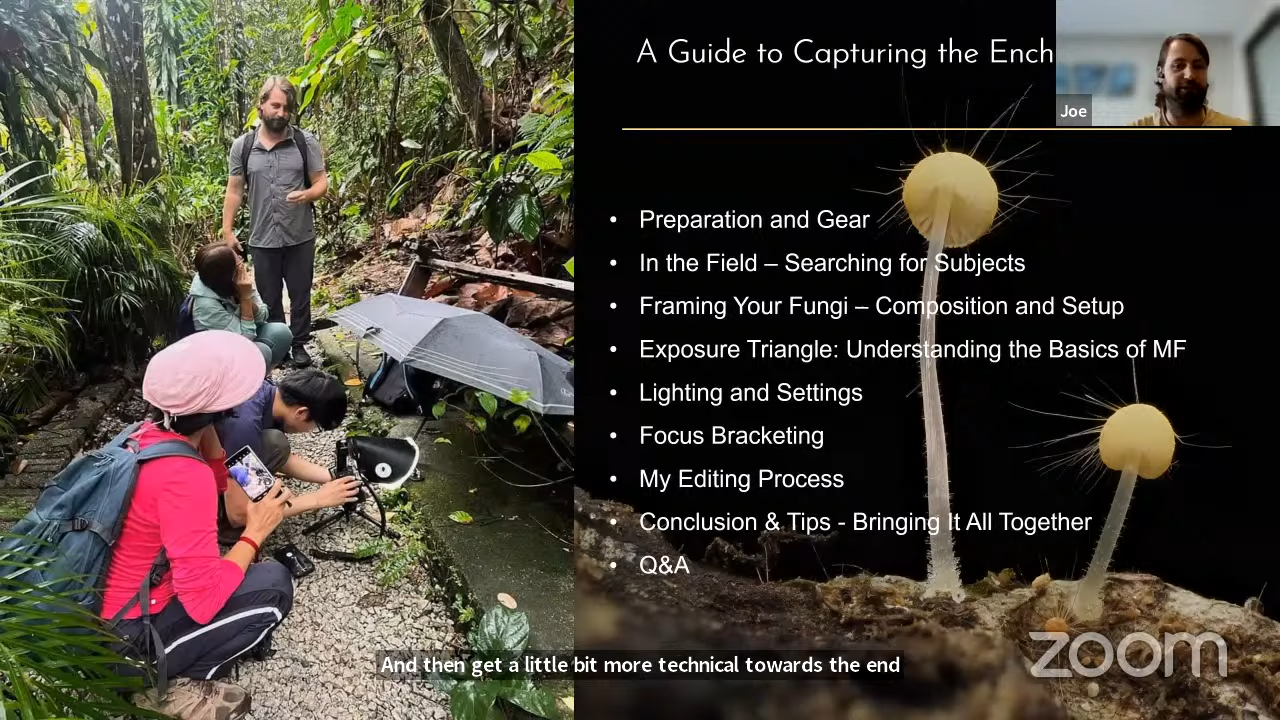 A Guide to Capturing the Ench
Joe
• Preparation and Gear
• In the Field – Searching for Subjects
• Framing Your Fungi – Composition and Setup
• Exposure Triangle: Understanding the Basics of MF
• Lighting and Settings
• Focus Bracketing
• My Editing Process
• Conclusion & Tips - Bringing It All Together
• Q&A
zoom
And then get a little bit more technical towards the end